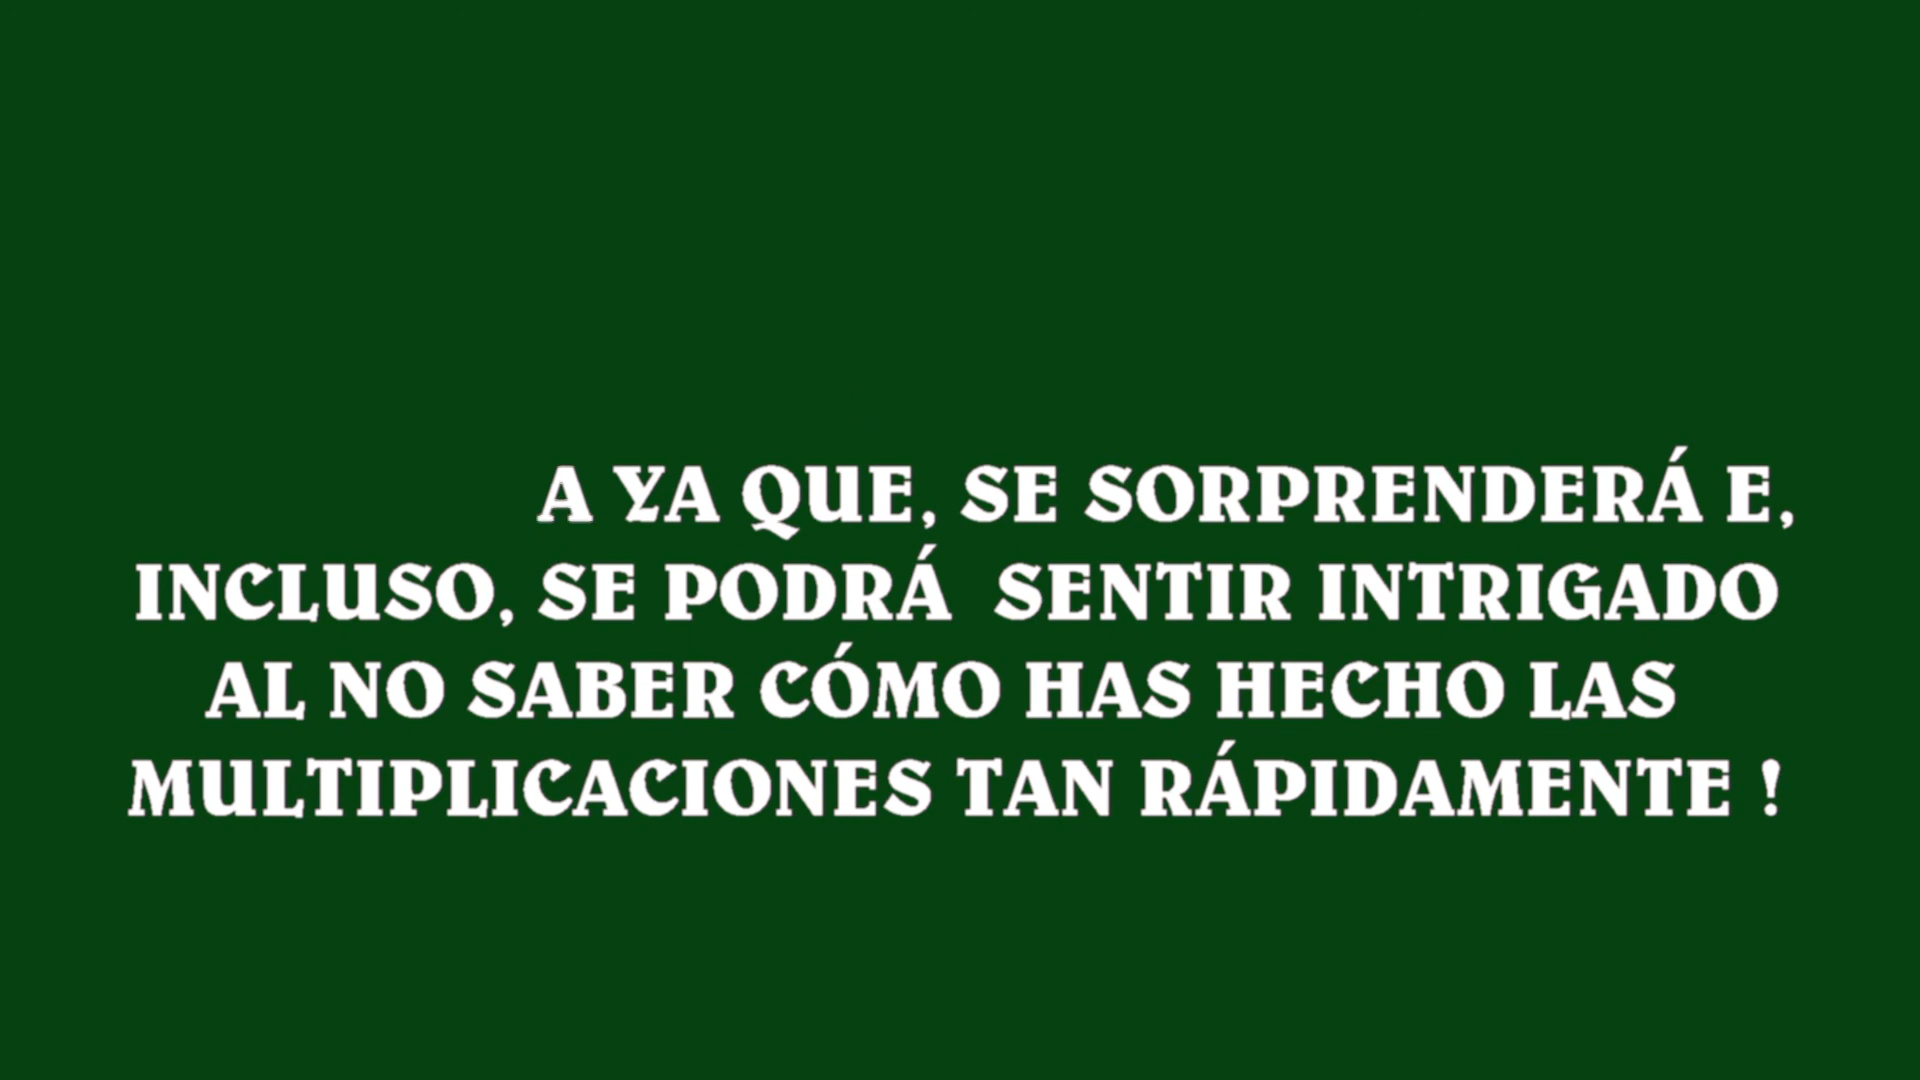 A YA QUE, SE SORPRENDERÁ E,
INCLUSO, SE PODRÁ  SENTIR INTRIGADO
AL NO SABER CÓMO HAS HECHO LAS
MULTIPLICACIONES TAN RÁPIDAMENTE !